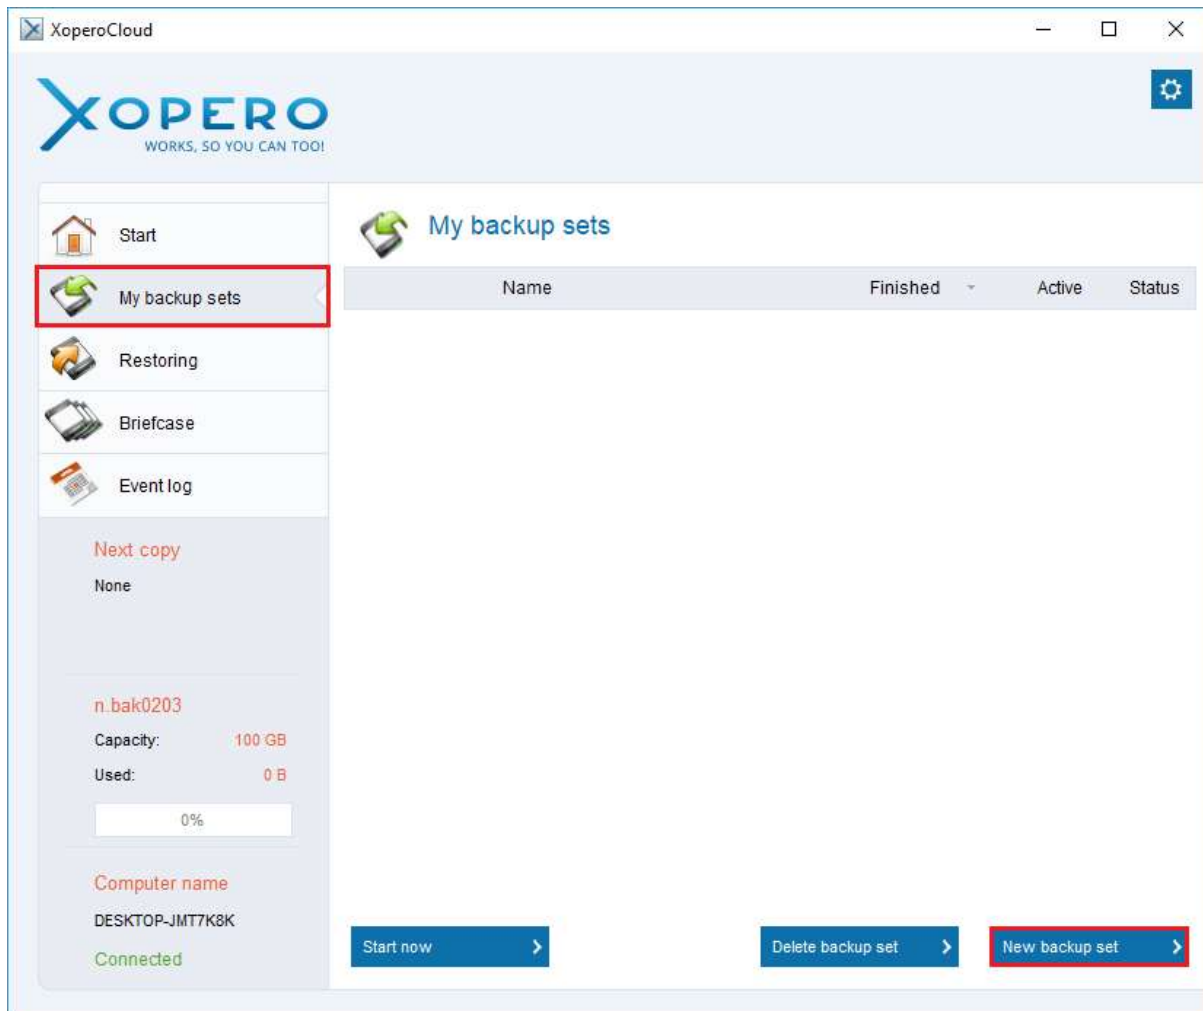 XoperoCloud
XOPERO
WORKS, SO YOU CAN TOO!
Start
My backup sets
Restoring
Briefcase
Event log
Next copy
None
n.bak0203
Capacity: 100 GB
Used: 0 B
0%
Computer name
DESKTOP-JMT7K8K
Connected
My backup sets
Name Finished Active Status
Start now Delete backup set New backup set